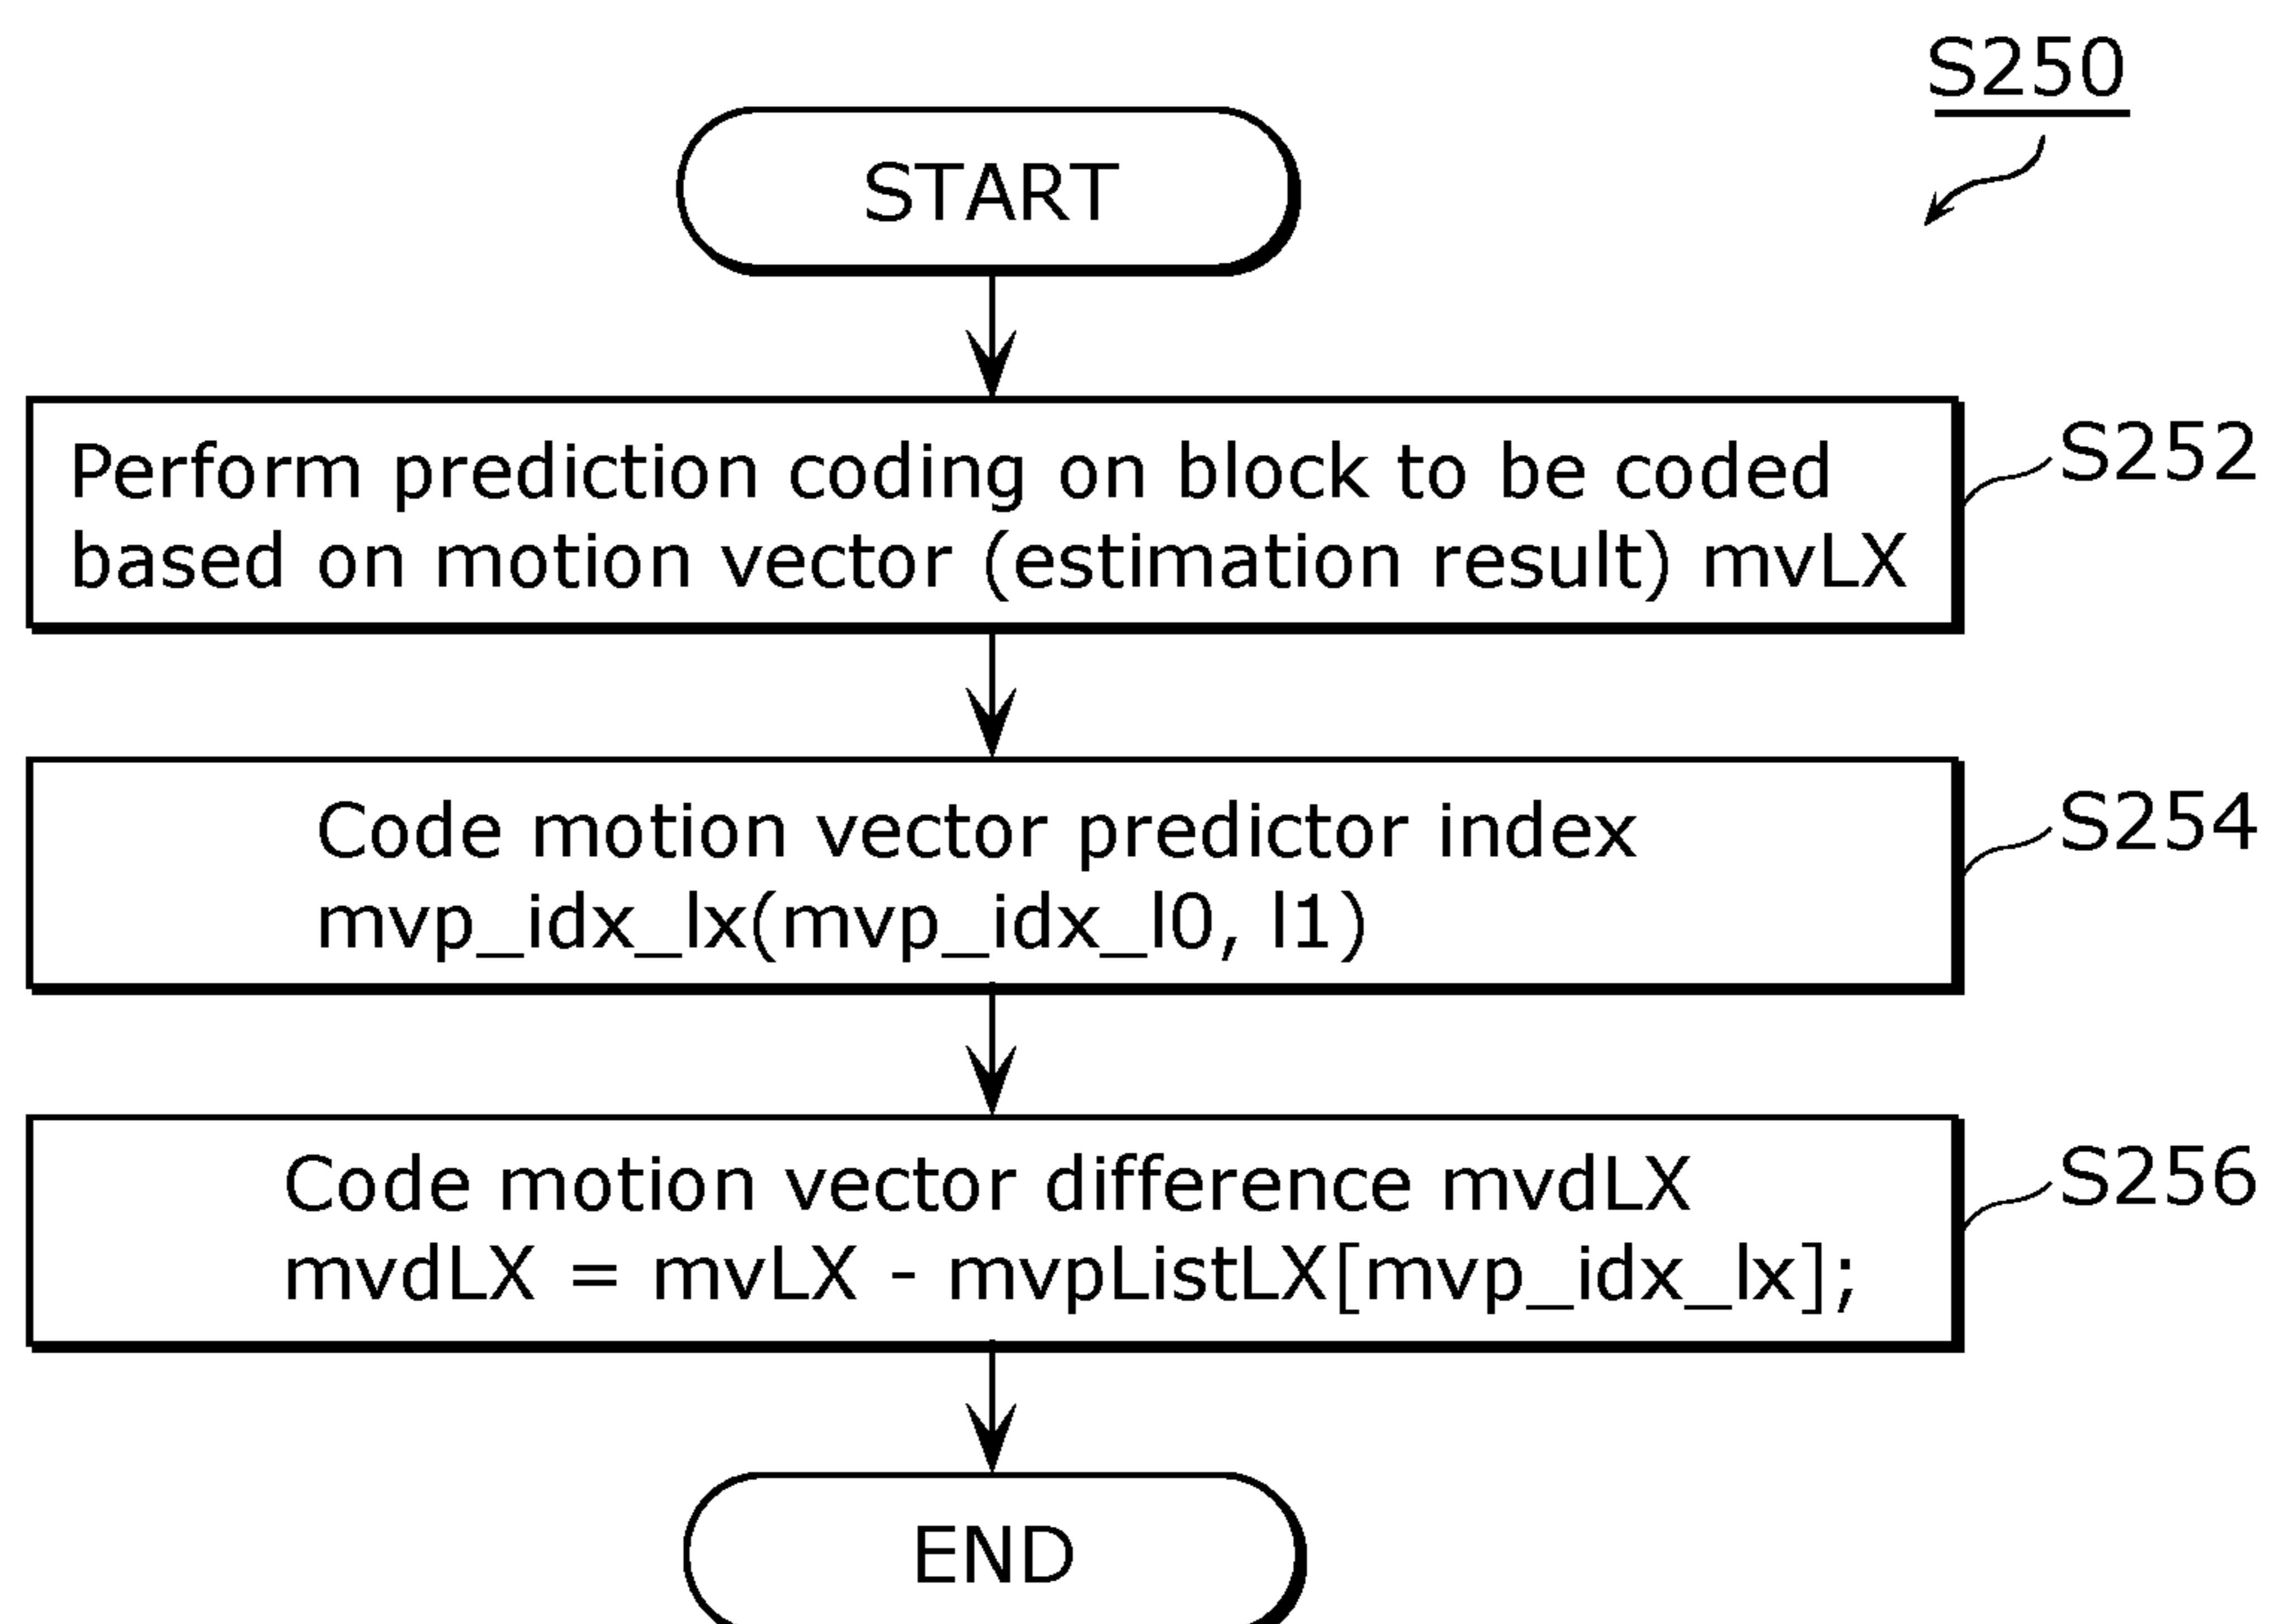 S250
START
Perform prediction coding on block to be coded
based on motion vector (estimation result) mvLX
S252
Code motion vector predictor index
mvp_idx_lx(mvp_idx_l0, l1)
S254
Code motion vector difference mvdLX
mvdLX = mvLX - mvpListLX[mvp_idx_lx];
S256
END